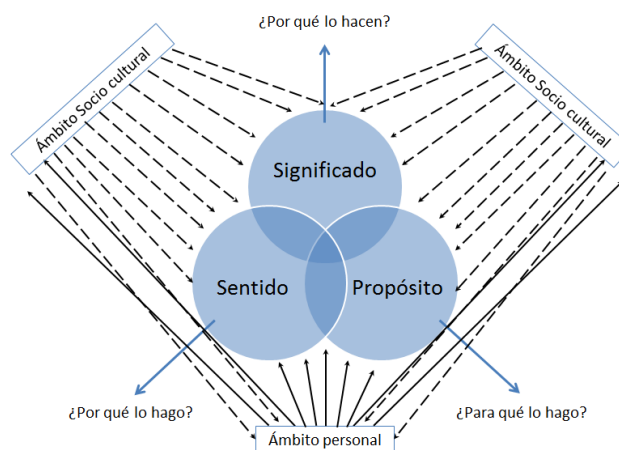 ¿Por qué lo hacen?
Ámbito Socio cultural
Ámbito Socio cultural
Significado
Sentido
Propósito
¿Por qué lo hago?
¿Para qué lo hago?
Ámbito personal